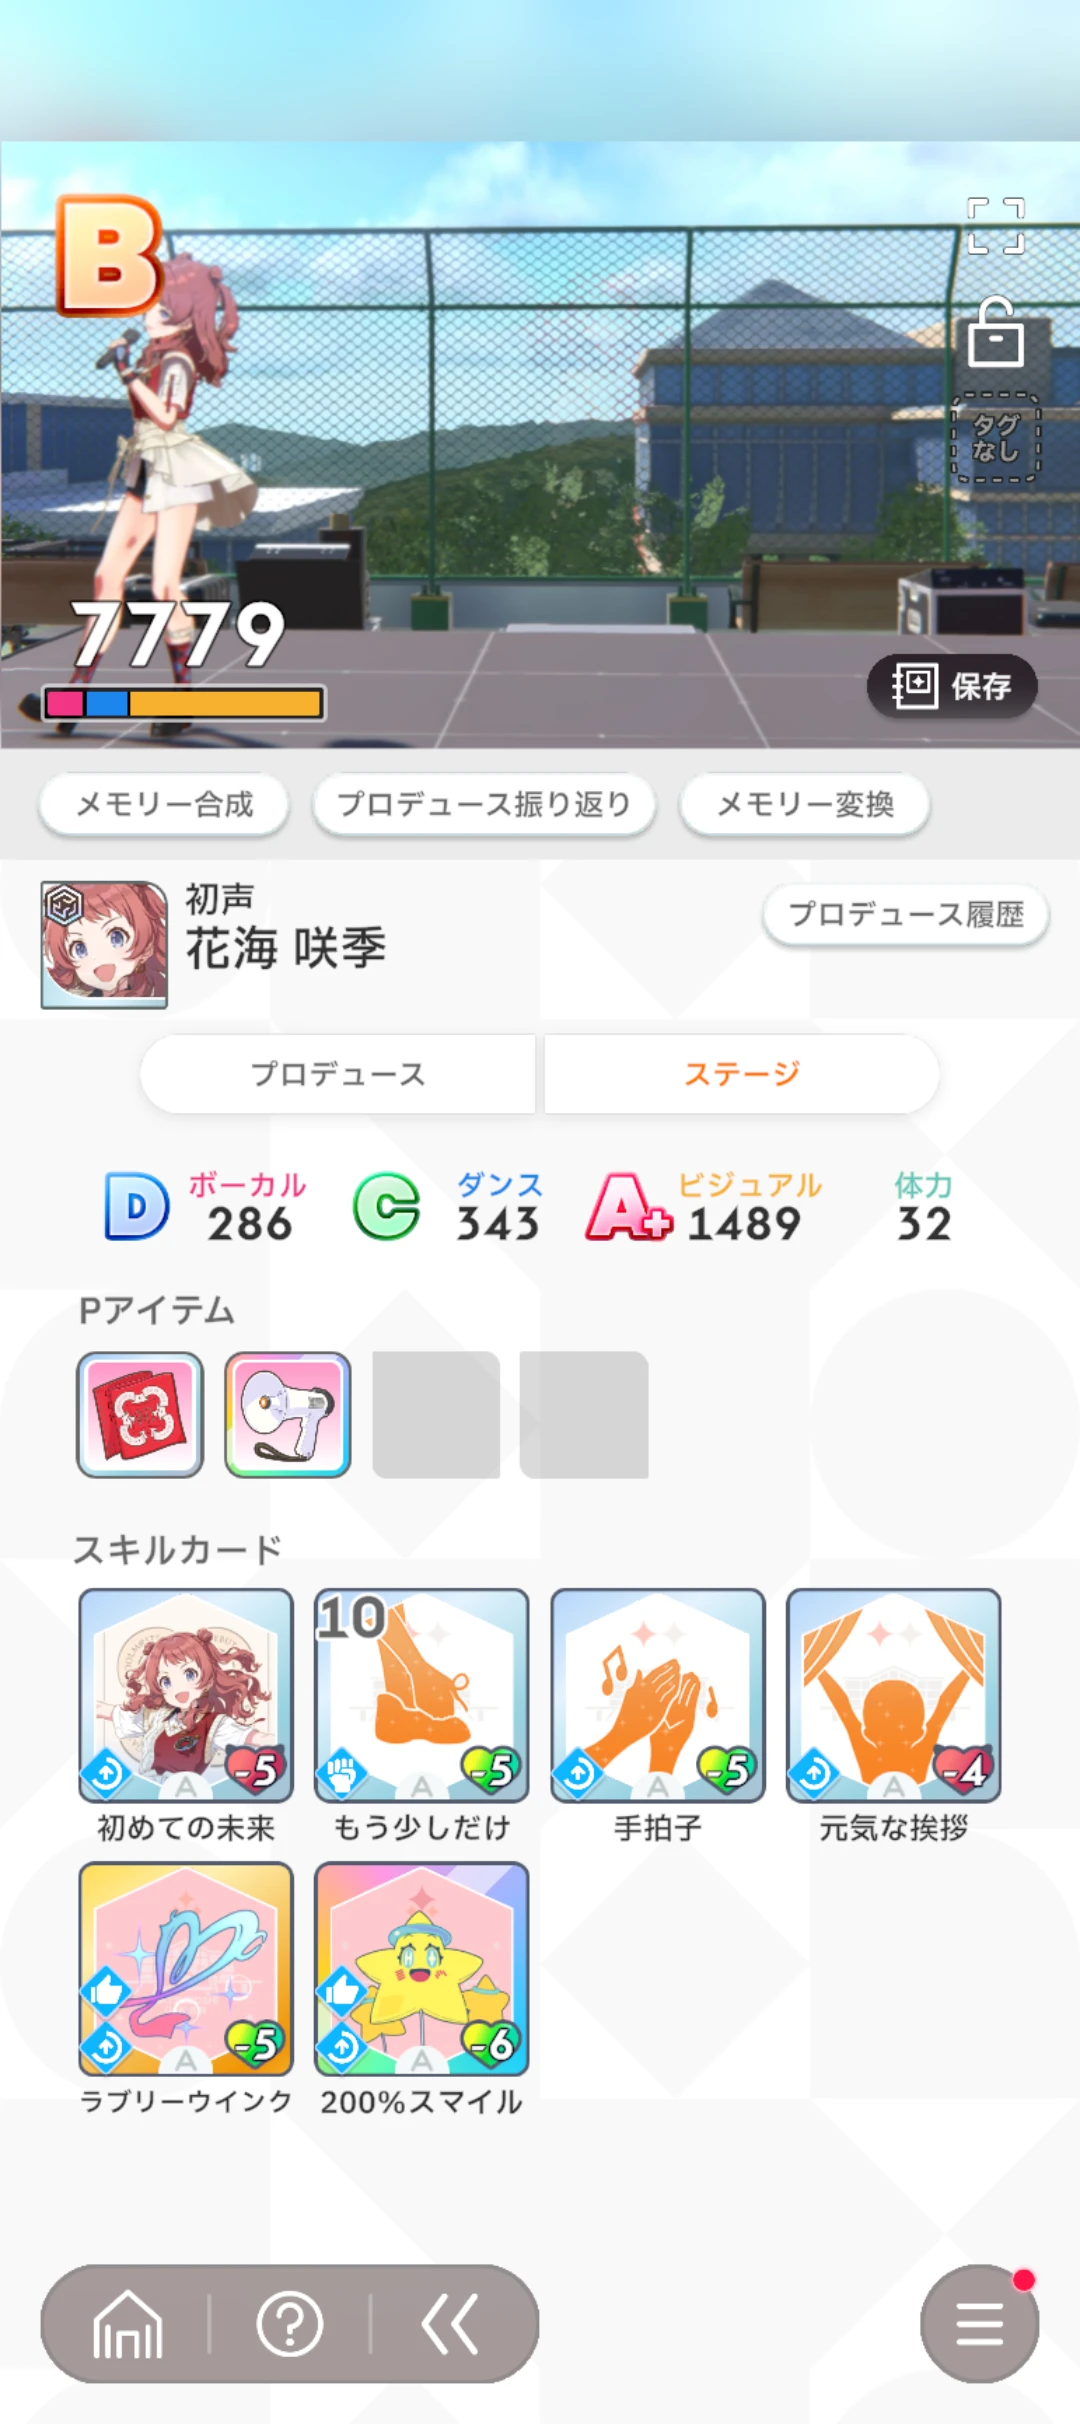 B
タグ
なし
7779
保存
メモリー合成
プロデュース振り返り
メモリー変換
初声
花海 咲季
プロデュース履歴
プロデュース
ステージ
D ボーカル 286
C ダンス 343
A+ ビジュアル 1489
体力 32
Pアイテム
スキルカード
A -5
10 A -5
A -5
A -4
初めての未来
もう少しだけ
手拍子
元気な挨拶
A -5
A -6
ラブリーウインク
200%スマイル